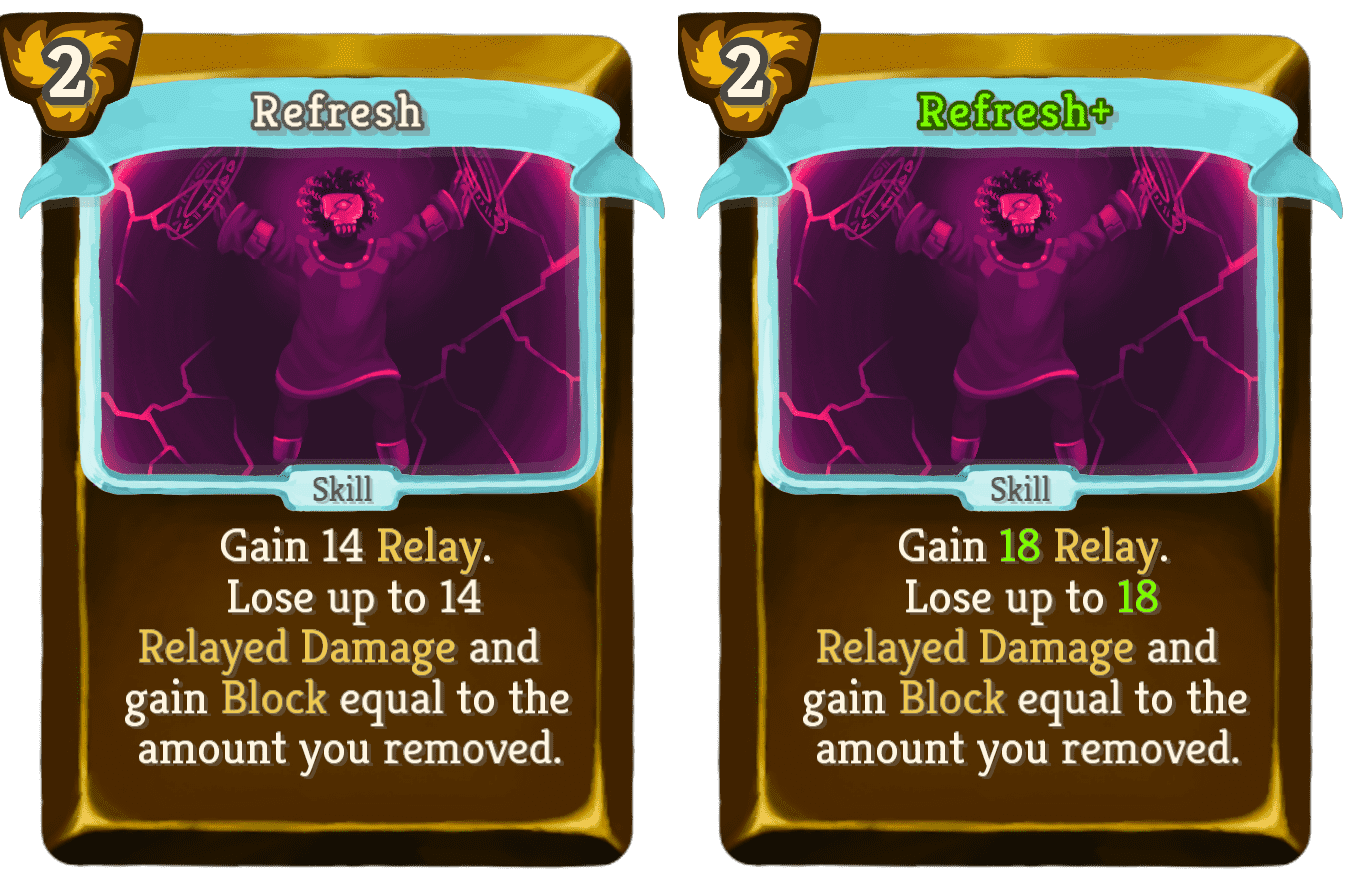 2
Refresh
Skill
Gain 14 Relay.
Lose up to 14
Relayed Damage and
gain Block equal to the
amount you removed.
2
Refresh+
Skill
Gain 18 Relay.
Lose up to 18
Relayed Damage and
gain Block equal to the
amount you removed.